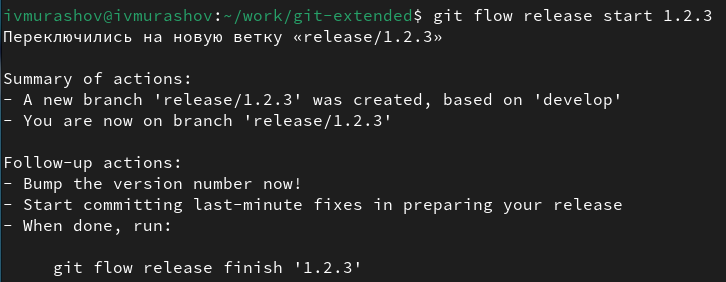 ivmurashov@ivmurashov:~/work/git-extended$ git flow release start 1.2.3
Переключились на новую ветку «release/1.2.3»
Summary of actions:
- A new branch 'release/1.2.3' was created, based on 'develop'
- You are now on branch 'release/1.2.3'
Follow-up actions:
- Bump the version number now!
- Start committing last-minute fixes in preparing your release
- When done, run:
git flow release finish '1.2.3'